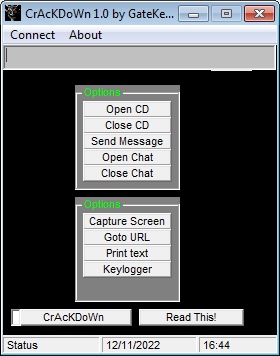 CrAcKDoWn 1.0 by GateKe...
Connect About
Options
Open CD
Close CD
Send Message
Open Chat
Close Chat
Options
Capture Screen
Goto URL
Print text
Keylogger
CrAcKDoWn Read This!
Status 12/11/2022 16:44